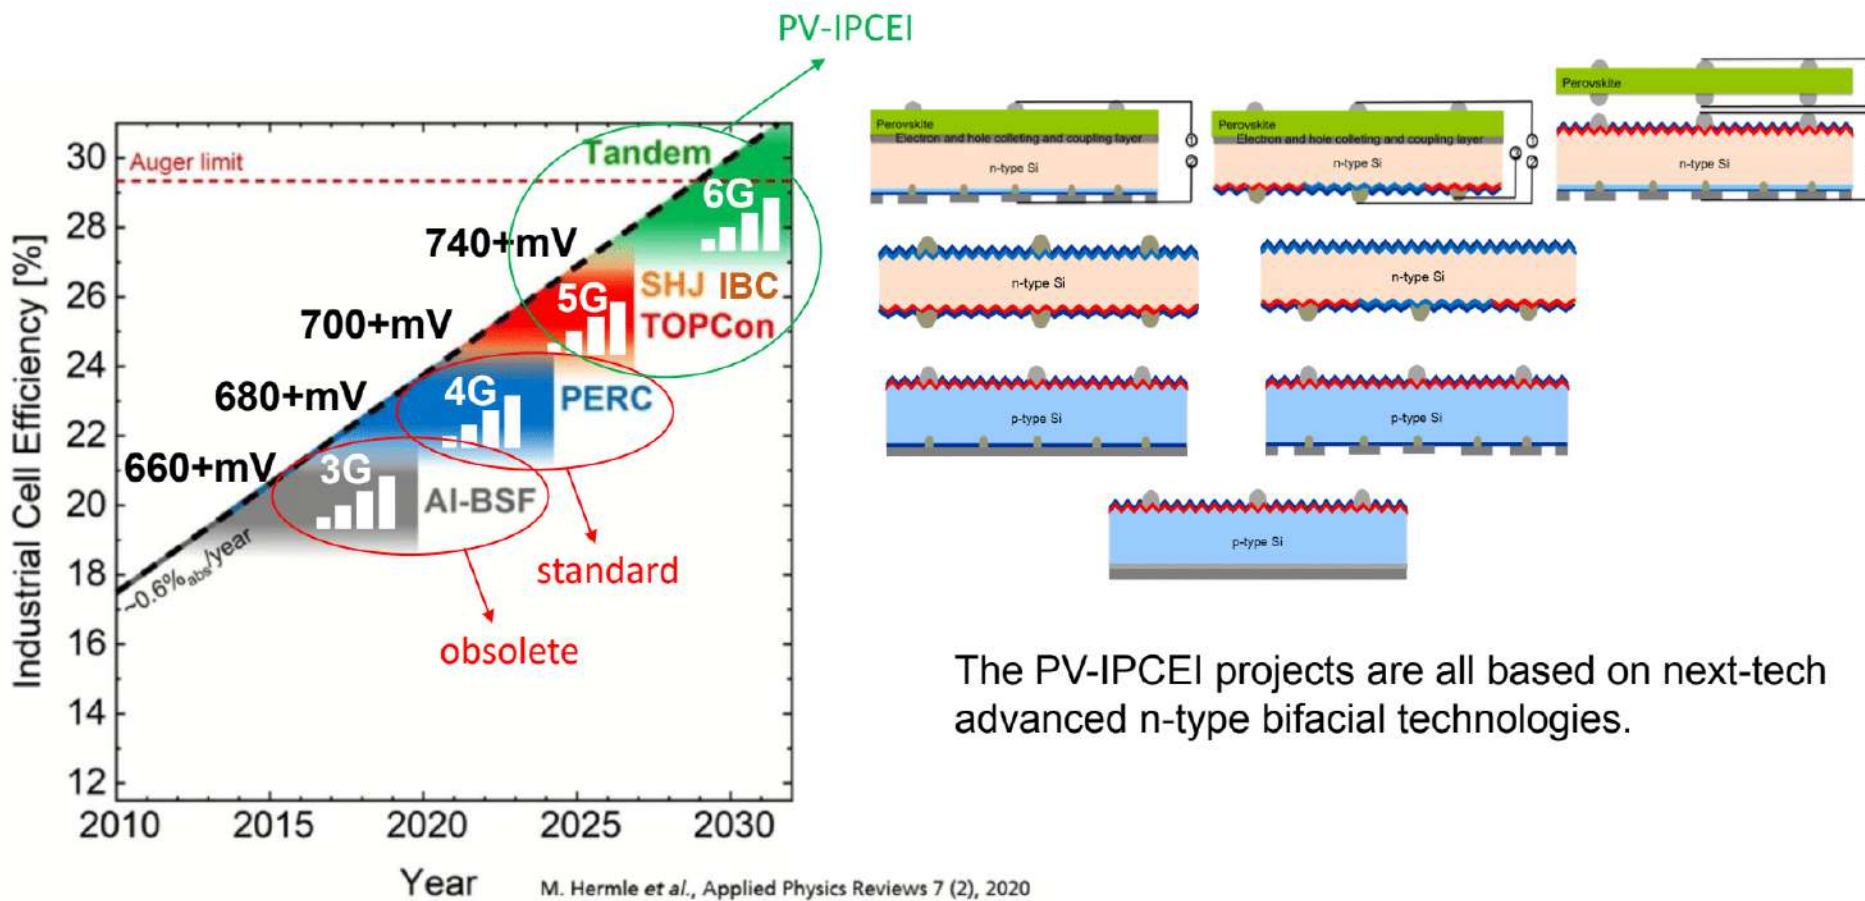 PV-IPCEI
Industrial Cell Efficiency [%]
30
28
26
24
22
20
18
16
14
12
Auger limit
Tandem
6G
740+mV
SHJ IBC
5G
TOPCon
700+mV
4G
PERC
680+mV
3G
Al-BSF
660+mV
~0.6%abs/year
standard
obsolete
2010
2015
2020
2025
2030
Year
M. Hermle et al., Applied Physics Reviews 7 (2), 2020
Perovskite
Electron and hole colleting and coupling layer
n-type Si
1
2
Perovskite
Electron and hole colleting and coupling layer
n-type Si
3
1
2
Perovskite
n-type Si
n-type Si
n-type Si
p-type Si
p-type Si
p-type Si
The PV-IPCEI projects are all based on next-tech
advanced n-type bifacial technologies.